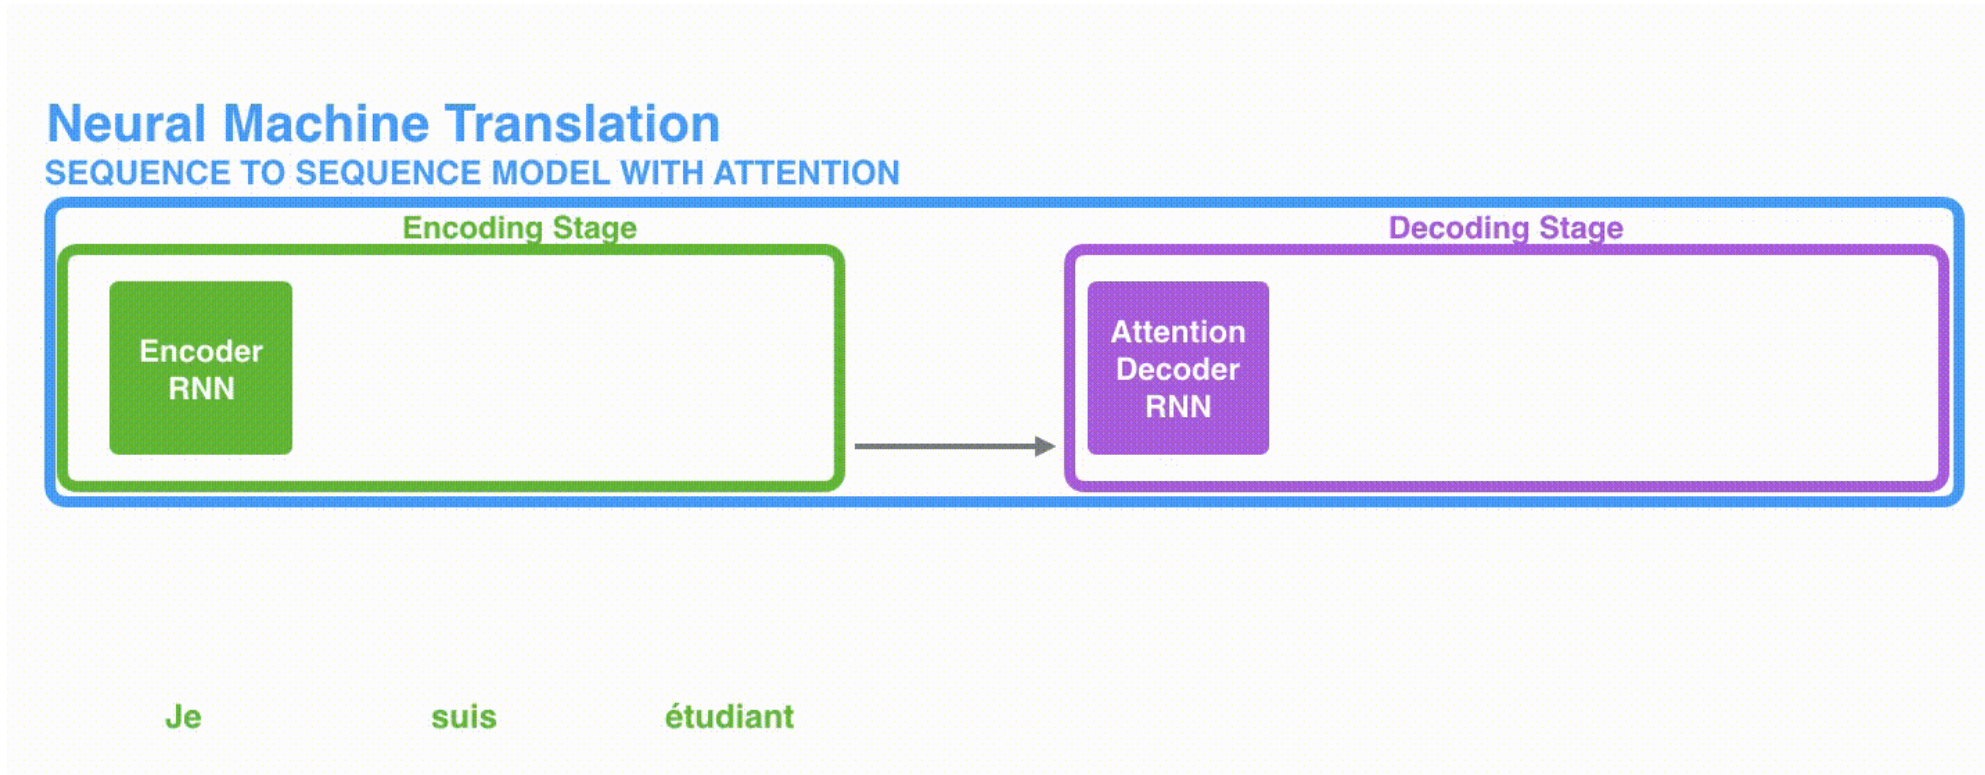 Neural Machine Translation
SEQUENCE TO SEQUENCE MODEL WITH ATTENTION
Encoding Stage
Decoding Stage
Encoder
RNN
Attention
Decoder
RNN
Je suis étudiant